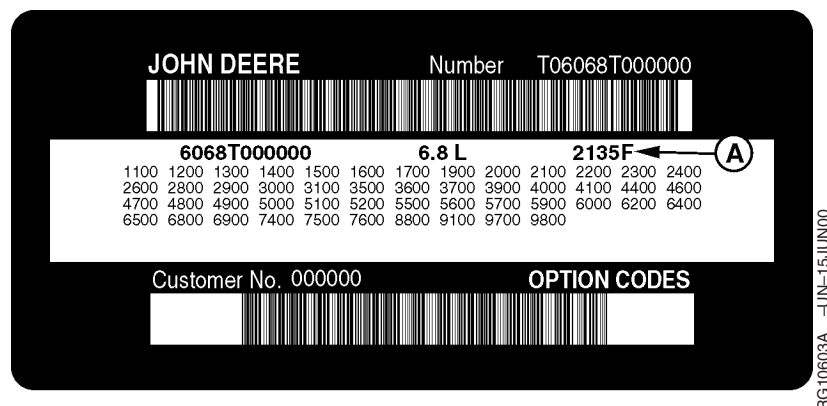 JOHN DEERE Number T06068T000000
6068T000000 6.8 L 2135F A
1100 1200 1300 1400 1500 1600 1700 1900 2000 2100 2200 2300 2400
2600 2800 2900 3000 3100 3500 3600 3700 3900 4000 4100 4400 4600
4700 4800 4900 5000 5100 5200 5500 5600 5700 5900 6000 6200 6400
6500 6800 6900 7400 7500 7600 8800 9100 9700 9800
Customer No. 000000 OPTION CODES
RG10603A –UN–15JUN00